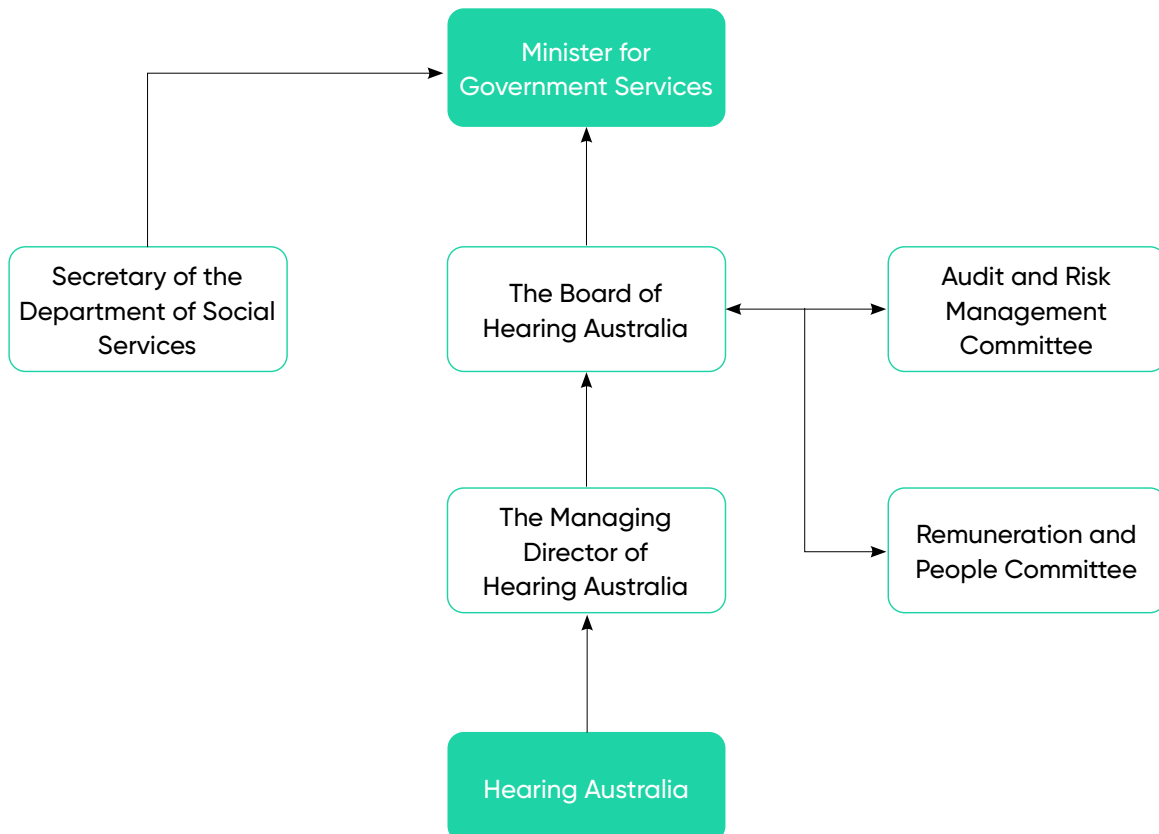 Minister for
Government Services
Secretary of the
Department of Social
Services
The Board of
Hearing Australia
Audit and Risk
Management
Committee
The Managing
Director of
Hearing Australia
Remuneration and
People Committee
Hearing Australia